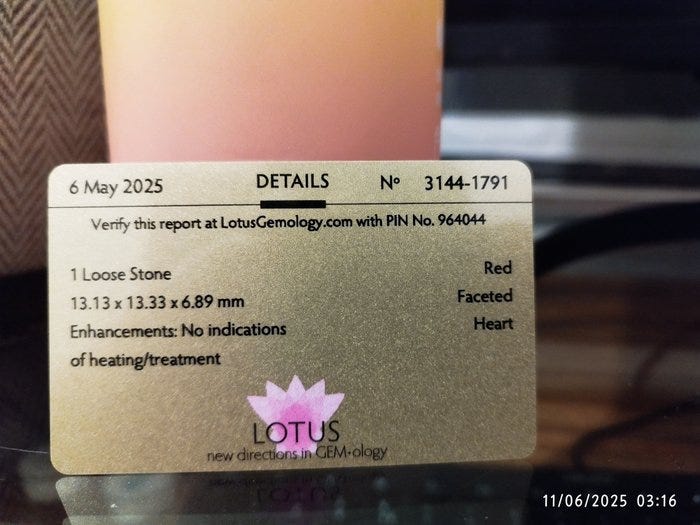 6 May 2025 DETAILS Nº 3144-1791
Verify this report at LotusGemology.com with PIN No. 964044
1 Loose Stone Red
13.13 x 13.33 x 6.89 mm Faceted
Enhancements: No indications Heart
of heating/treatment
LOTUS
new directions in GEM•ology
11/06/2025 03:16